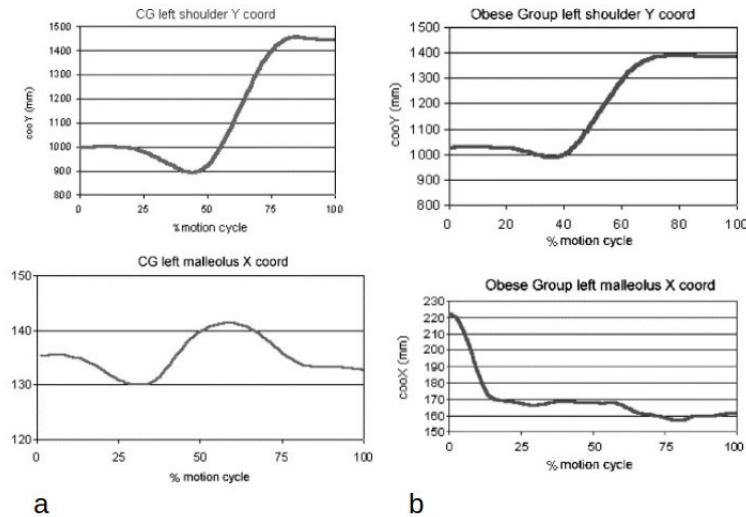 CG left shoulder Y coord
1500
1400
1300
1200
1100
1000
900
800
cooY (mm)
0 25 50 75 100
% motion cycle
Obese Group left shoulder Y coord
1500
1400
1300
1200
1100
1000
900
800
cooY (mm)
0 20 40 60 80 100
% motion cycle
CG left malleolus X coord
150
140
130
120
0 25 50 75 100
% motion cycle
Obese Group left malleolus X coord
230
220
210
200
190
180
170
160
150
cooX (mm)
0 25 50 75 100
% motion cycle
a
b